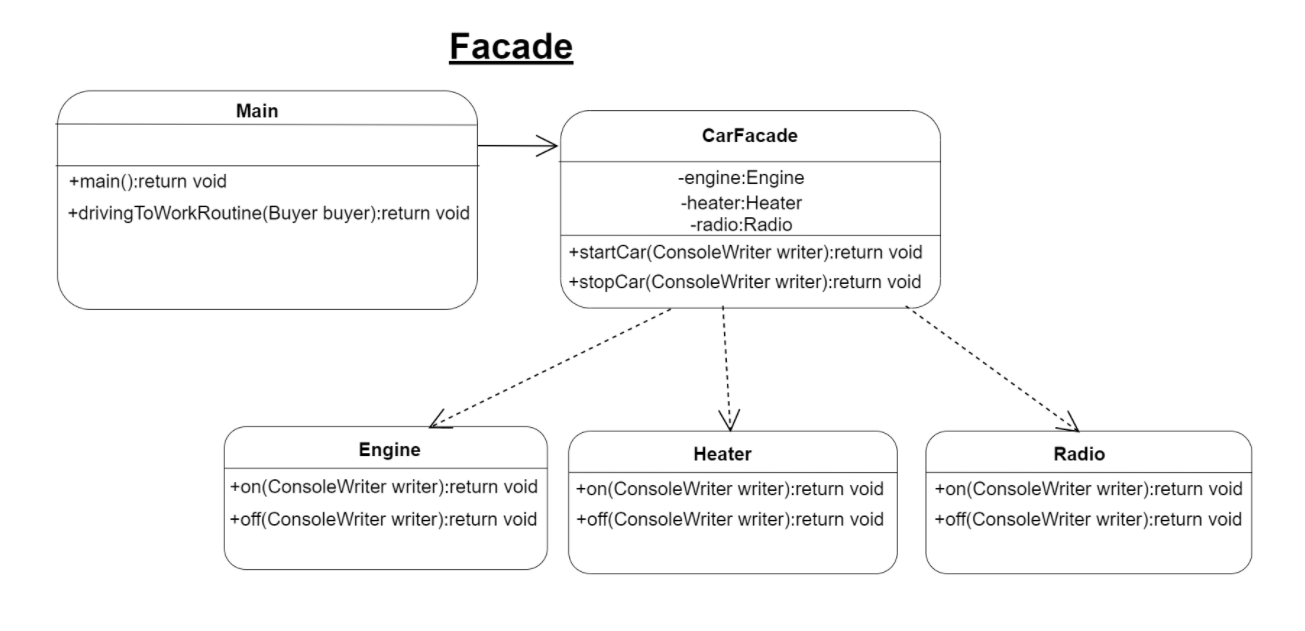 Facade
Main
+main():return void
+drivingToWorkRoutine(Buyer buyer):return void
CarFacade
-engine:Engine
-heater:Heater
-radio:Radio
+startCar(ConsoleWriter writer):return void
+stopCar(ConsoleWriter writer):return void
Engine
+on(ConsoleWriter writer):return void
+off(ConsoleWriter writer):return void
Heater
+on(ConsoleWriter writer):return void
+off(ConsoleWriter writer):return void
Radio
+on(ConsoleWriter writer):return void
+off(ConsoleWriter writer):return void